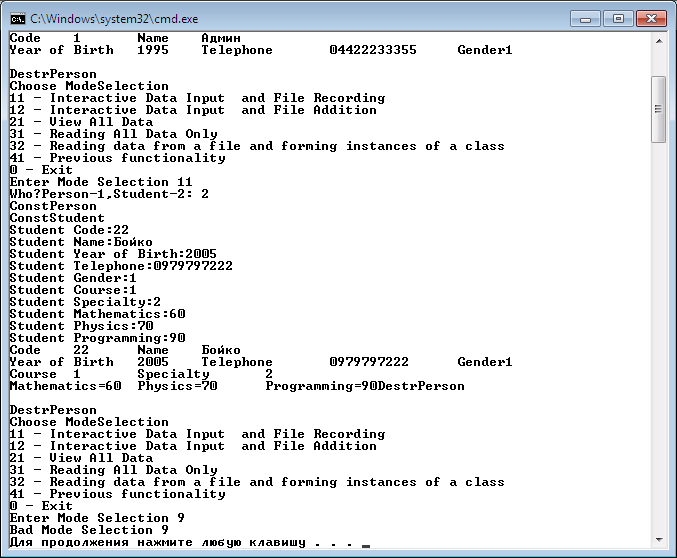 C:\Windows\system32\cmd.exe
Code    1       Name    Админ
Year of Birth   1995    Telephone       04422233355     Gender1
DestrPerson
Choose ModeSelection
11 - Interactive Data Input  and File Recording
12 - Interactive Data Input  and File Addition
21 - View All Data
31 - Reading All Data Only
32 - Reading data from a file and forming instances of a class
41 - Previous functionality
0 - Exit
Enter Mode Selection 11
Who?Person-1,Student-2: 2
ConstPerson
ConstStudent
Student Code:22
Student Name:Бойко
Student Year of Birth:2005
Student Telephone:0979797222
Student Gender:1
Student Course:1
Student Specialty:2
Student Mathematics:60
Student Physics:70
Student Programming:90
Code    22      Name    Бойко
Year of Birth   2005    Telephone       0979797222      Gender1
Course  1       Specialty       2
Mathematics=60  Physics=70      Programming=90DestrPerson
DestrPerson
Choose ModeSelection
11 - Interactive Data Input  and File Recording
12 - Interactive Data Input  and File Addition
21 - View All Data
31 - Reading All Data Only
32 - Reading data from a file and forming instances of a class
41 - Previous functionality
0 - Exit
Enter Mode Selection 9
Bad Mode Selection 9
Для продолжения нажмите любую клавишу . . .